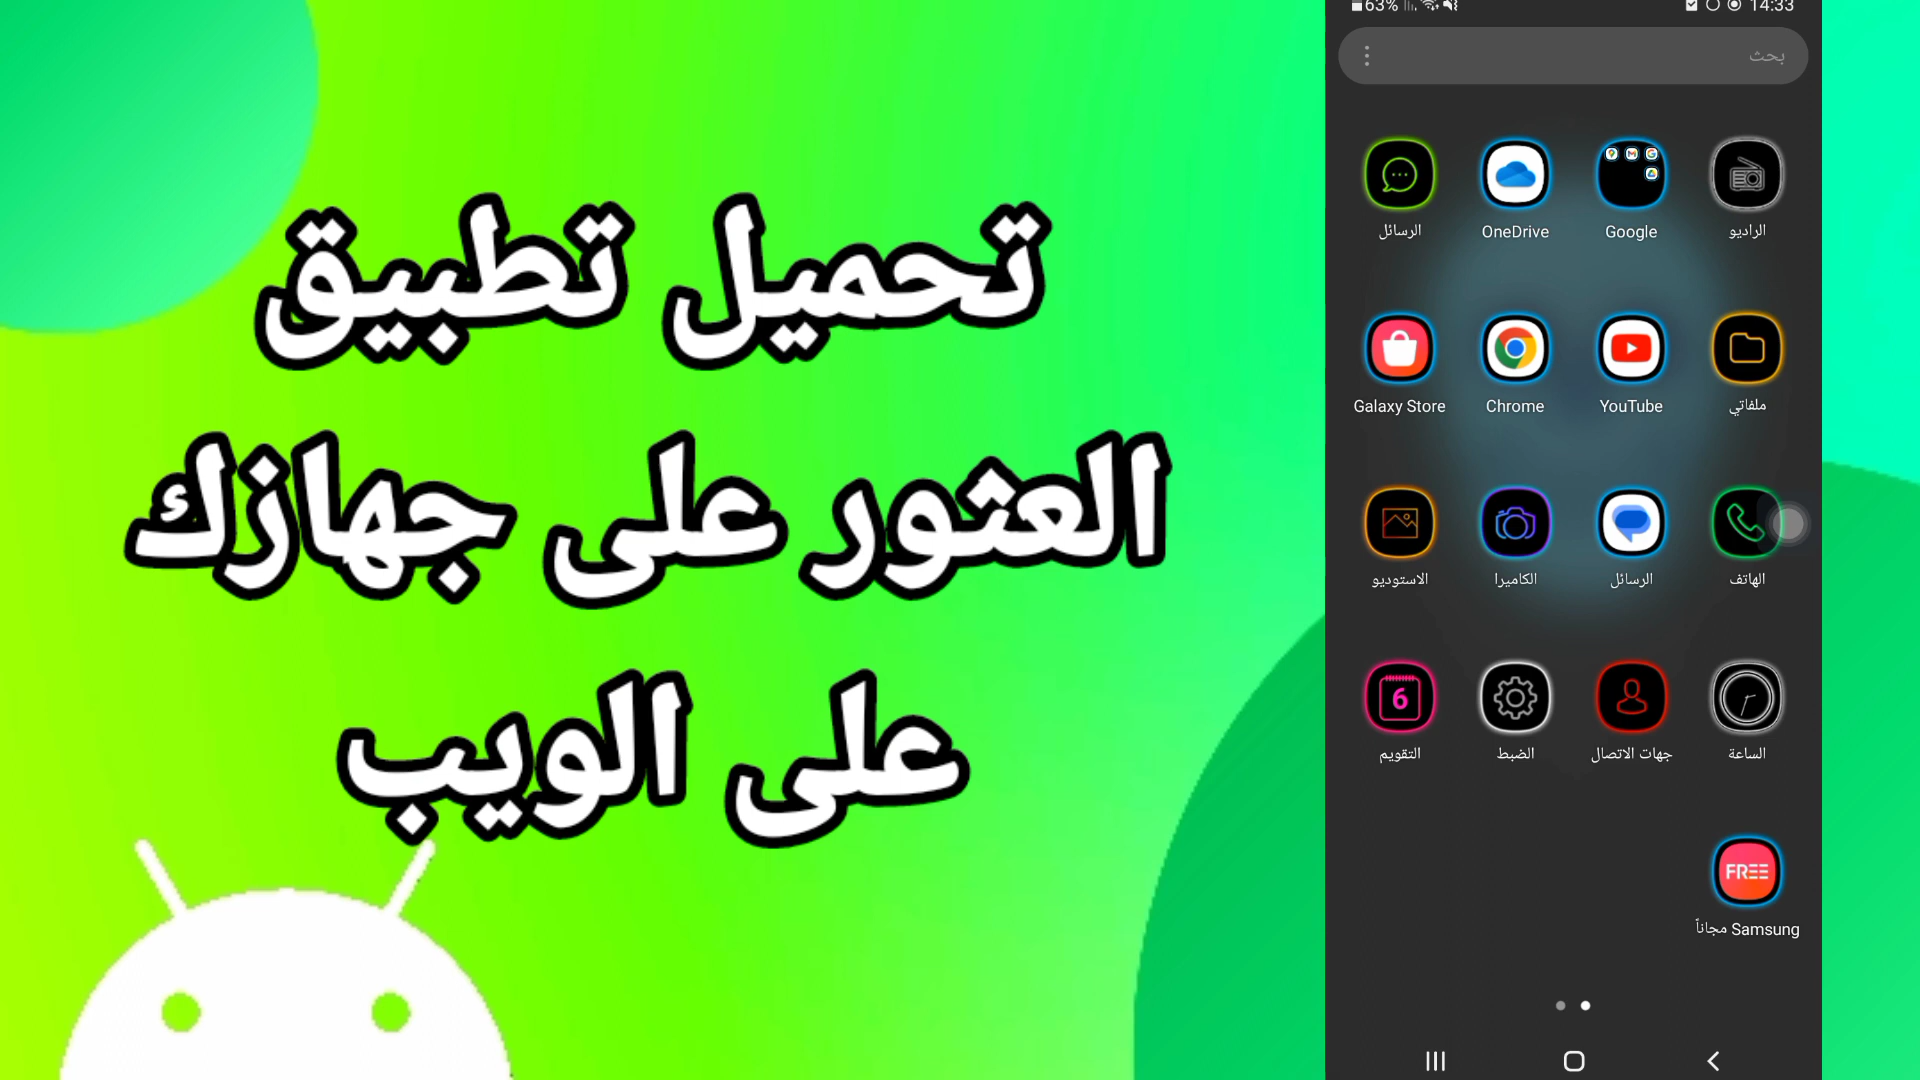 تحميل تطبيق
العثور على جهازك
على الويب
63% 14:33
بحث
الراديو Google OneDrive الرسائل
ملفاتي YouTube Chrome Galaxy Store
الهاتف الرسائل الكاميرا الاستوديو
6
الساعة جهات الاتصال الضبط التقويم
FREE
Samsung مجاناً